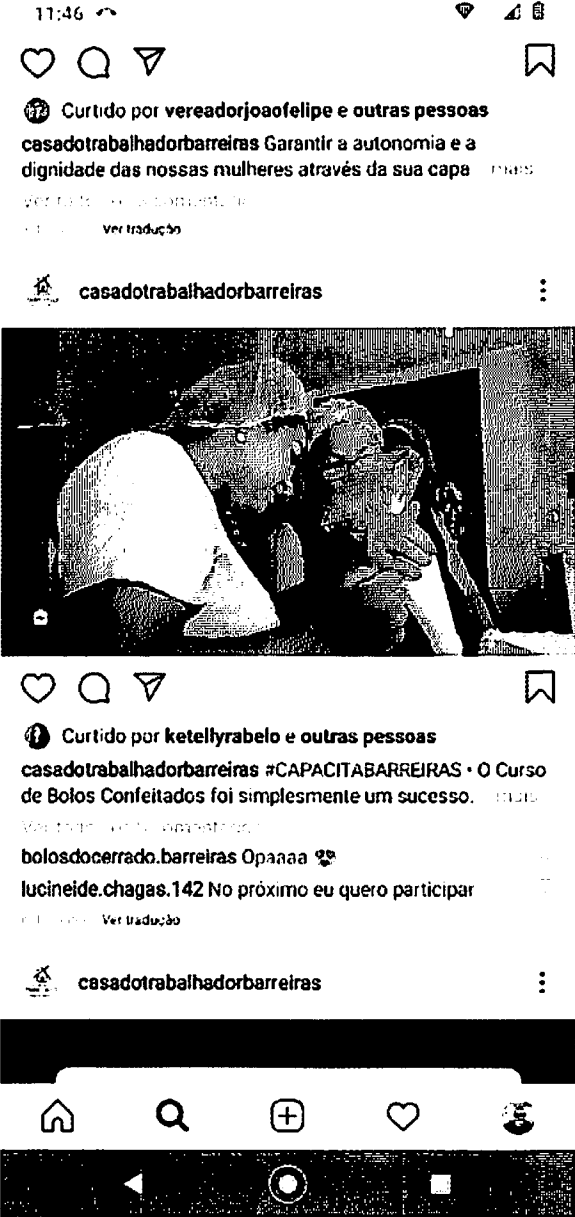 11:46
Curtido por vereadorjoaofelipe e outras pessoas
casadotrabalhadorbarreiras Garantir a autonomia e a
dignidade das nossas mulheres através da sua capa mais
Ver tradução
casadotrabalhadorbarreiras
Curtido por ketellyrabelo e outras pessoas
casadotrabalhadorbarreiras #CAPACITABARREIRAS • O Curso
de Bolos Confeitados foi simplesmente um sucesso. mais
bolosdocerrado.barreiras Opaaaa
lucineide.chagas.142 No próximo eu quero participar
Ver tradução
casadotrabalhadorbarreiras